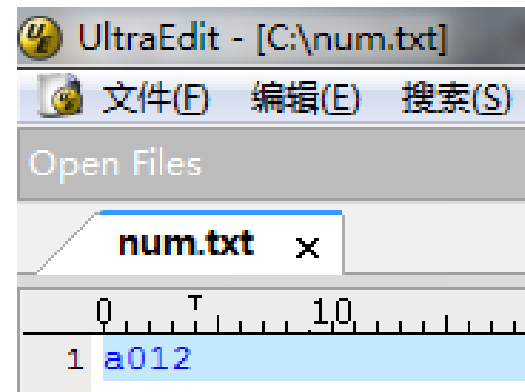 UltraEdit - [C:\num.txt]
文件(F) 编辑(E) 搜索(S)
Open Files
num.txt x
0 10
1 a012